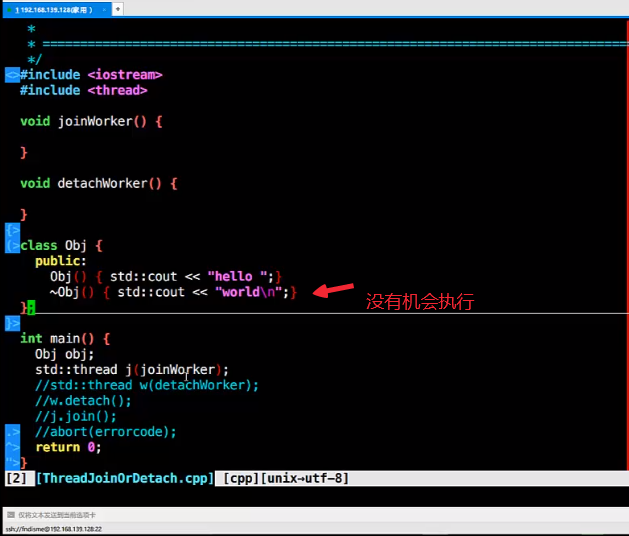 1 192.168.139.128(家用)
*
* ==============================================================================
*/
#include <iostream>
#include <thread>
void joinWorker() {
}
void detachWorker() {
}
class Obj {
public:
Obj() { std::cout << "hello ";}
~Obj() { std::cout << "world\n";}
没有机会执行
};
int main() {
Obj obj;
std::thread j(joinWorker);
//std::thread w(detachWorker);
//w.detach();
//j.join();
//abort(errorcode);
return 0;
}
[2] [ThreadJoinOrDetach.cpp] [cpp][unix→utf-8]
仅将文本发送到当前选项卡
ssh://fndisme@192.168.139.128:22